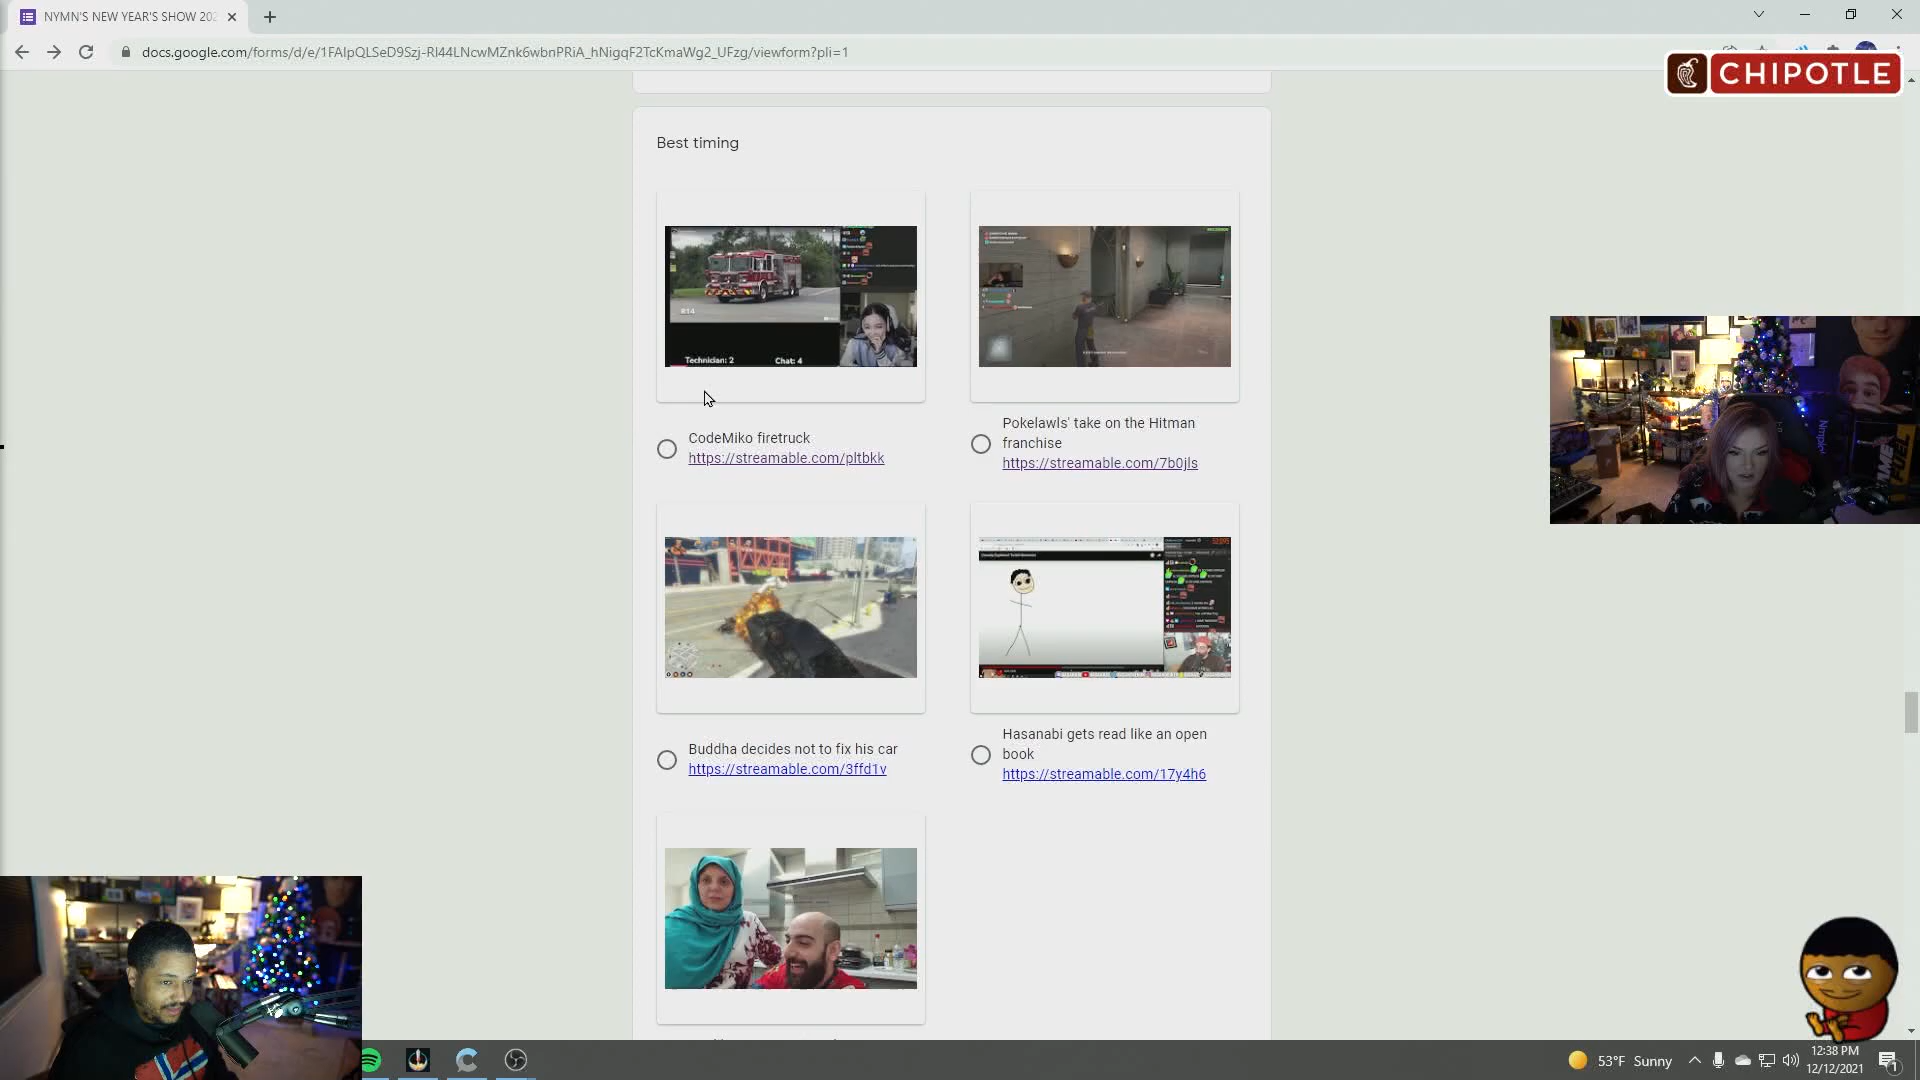 NYMN'S NEW YEAR'S SHOW 202
docs.google.com/forms/d/e/1FAIpQLSeD9Szj-RI44LNcwMZnk6wbnPRiA_hNigqF2TcKmaWg2_UFzg/viewform?pli=1
CHIPOTLE
Best timing
R14
Technician: 2
Chat: 4
CodeMiko firetruck
https://streamable.com/pltbkk
Pokelawls' take on the Hitman
franchise
https://streamable.com/7b0jls
Buddha decides not to fix his car
https://streamable.com/3ffd1v
Hasanabi gets read like an open
book
https://streamable.com/17y4h6
53°F Sunny
12:38 PM
12/12/2021
1